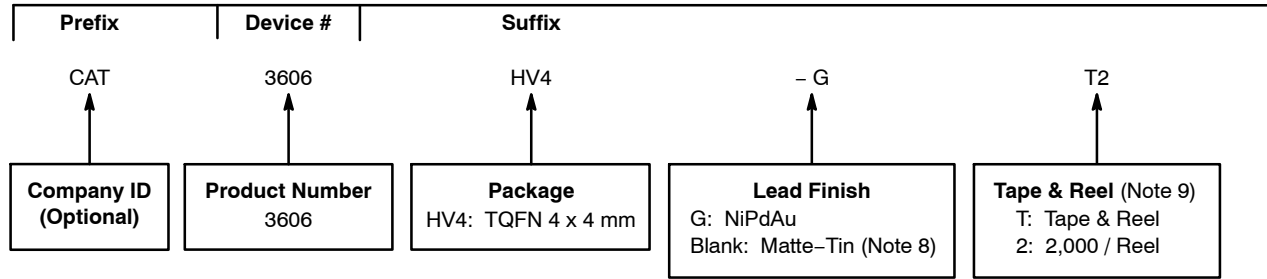 Prefix Device # Suffix
CAT 3606 HV4 – G T2
Company ID
(Optional)
Product Number
3606
Package
HV4: TQFN 4 x 4 mm
Lead Finish
G: NiPdAu
Blank: Matte–Tin (Note 8)
Tape & Reel (Note 9)
T: Tape & Reel
2: 2,000 / Reel